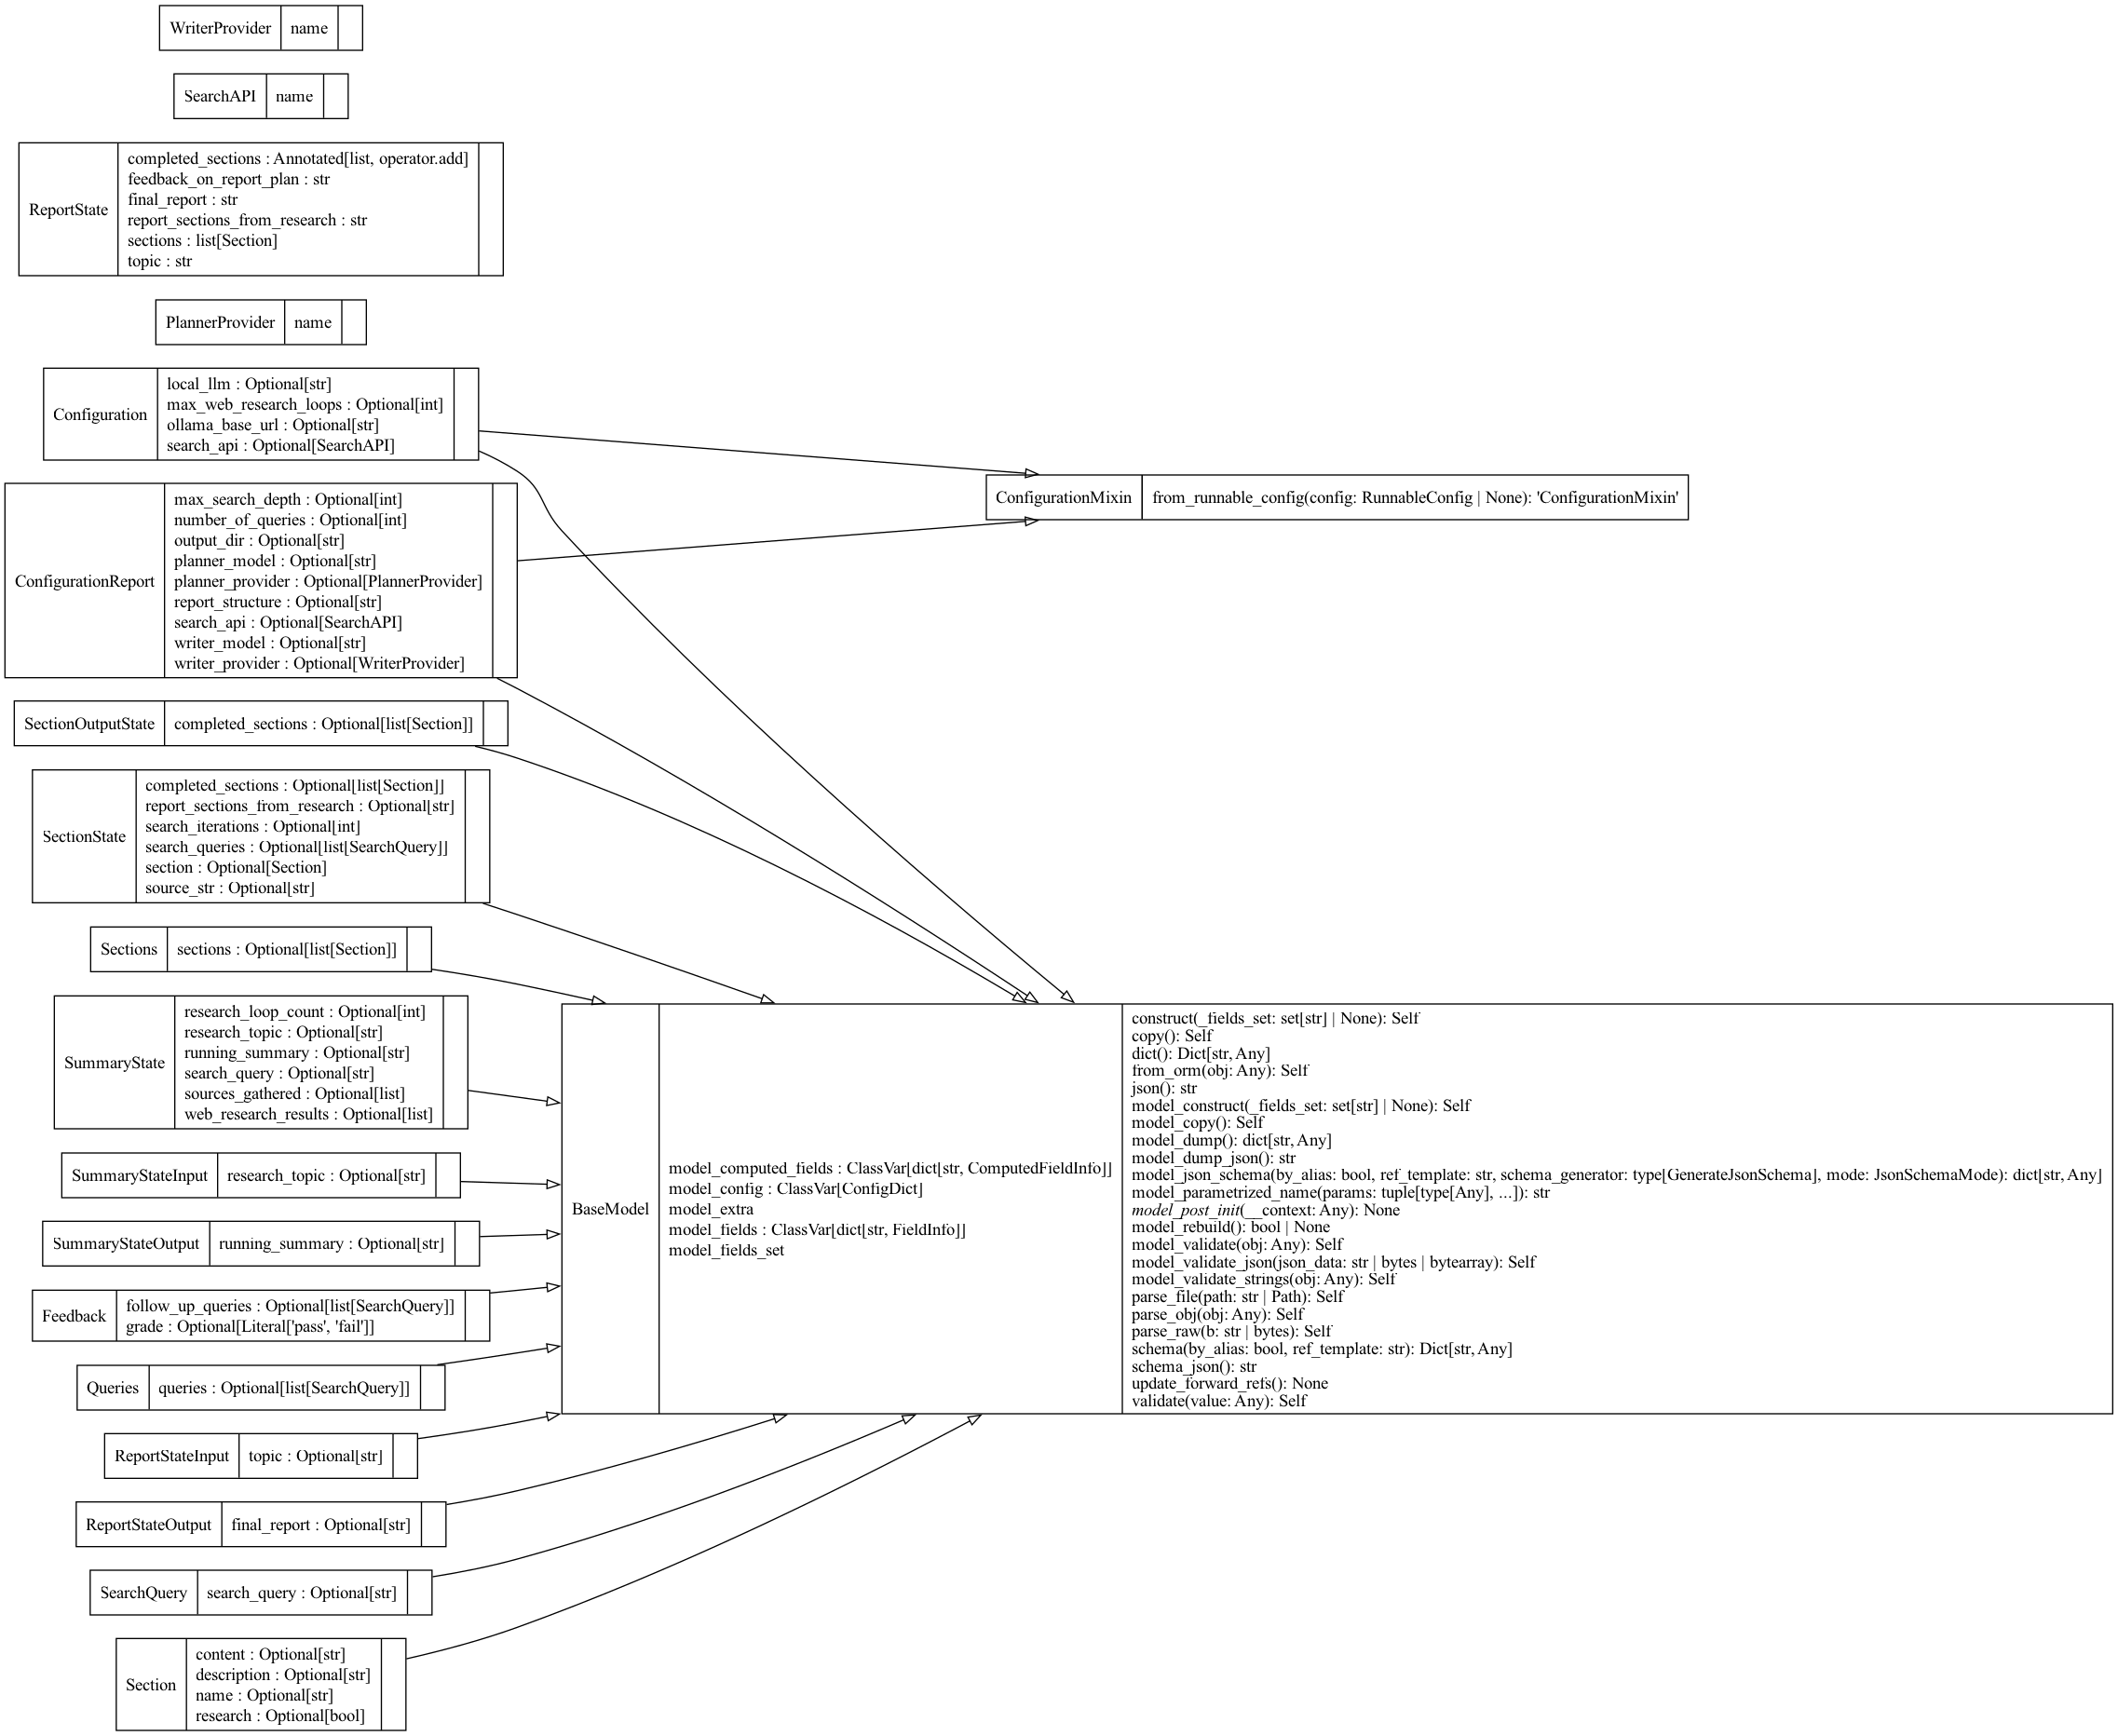 WriterProvider
name
SearchAPI
name
ReportState
completed_sections : Annotated[list, operator.add]
feedback_on_report_plan : str
final_report : str
report_sections_from_research : str
sections : list[Section]
topic : str
PlannerProvider
name
Configuration
local_llm : Optional[str]
max_web_research_loops : Optional[int]
ollama_base_url : Optional[str]
search_api : Optional[SearchAPI]
ConfigurationMixin
from_runnable_config(config: RunnableConfig | None): 'ConfigurationMixin'
ConfigurationReport
max_search_depth : Optional[int]
number_of_queries : Optional[int]
output_dir : Optional[str]
planner_model : Optional[str]
planner_provider : Optional[PlannerProvider]
report_structure : Optional[str]
search_api : Optional[SearchAPI]
writer_model : Optional[str]
writer_provider : Optional[WriterProvider]
SectionOutputState
completed_sections : Optional[list[Section]]
SectionState
completed_sections : Optional[list[Section]]
report_sections_from_research : Optional[str]
search_iterations : Optional[int]
search_queries : Optional[list[SearchQuery]]
section : Optional[Section]
source_str : Optional[str]
Sections
sections : Optional[list[Section]]
SummaryState
research_loop_count : Optional[int]
research_topic : Optional[str]
running_summary : Optional[str]
search_query : Optional[str]
sources_gathered : Optional[list]
web_research_results : Optional[list]
SummaryStateInput
research_topic : Optional[str]
SummaryStateOutput
running_summary : Optional[str]
Feedback
follow_up_queries : Optional[list[SearchQuery]]
grade : Optional[Literal['pass', 'fail']]
Queries
queries : Optional[list[SearchQuery]]
ReportStateInput
topic : Optional[str]
ReportStateOutput
final_report : Optional[str]
SearchQuery
search_query : Optional[str]
Section
content : Optional[str]
description : Optional[str]
name : Optional[str]
research : Optional[bool]
BaseModel
model_computed_fields : ClassVar[dict[str, ComputedFieldInfo]]
model_config : ClassVar[ConfigDict]
model_extra
model_fields : ClassVar[dict[str, FieldInfo]]
model_fields_set
construct(_fields_set: set[str] | None): Self
copy(): Self
dict(): Dict[str, Any]
from_orm(obj: Any): Self
json(): str
model_construct(_fields_set: set[str] | None): Self
model_copy(): Self
model_dump(): dict[str, Any]
model_dump_json(): str
model_json_schema(by_alias: bool, ref_template: str, schema_generator: type[GenerateJsonSchema], mode: JsonSchemaMode): dict[str, Any]
model_parametrized_name(params: tuple[type[Any], ...]): str
model_post_init(__context: Any): None
model_rebuild(): bool | None
model_validate(obj: Any): Self
model_validate_json(json_data: str | bytes | bytearray): Self
model_validate_strings(obj: Any): Self
parse_file(path: str | Path): Self
parse_obj(obj: Any): Self
parse_raw(b: str | bytes): Self
schema(by_alias: bool, ref_template: str): Dict[str, Any]
schema_json(): str
update_forward_refs(): None
validate(value: Any): Self